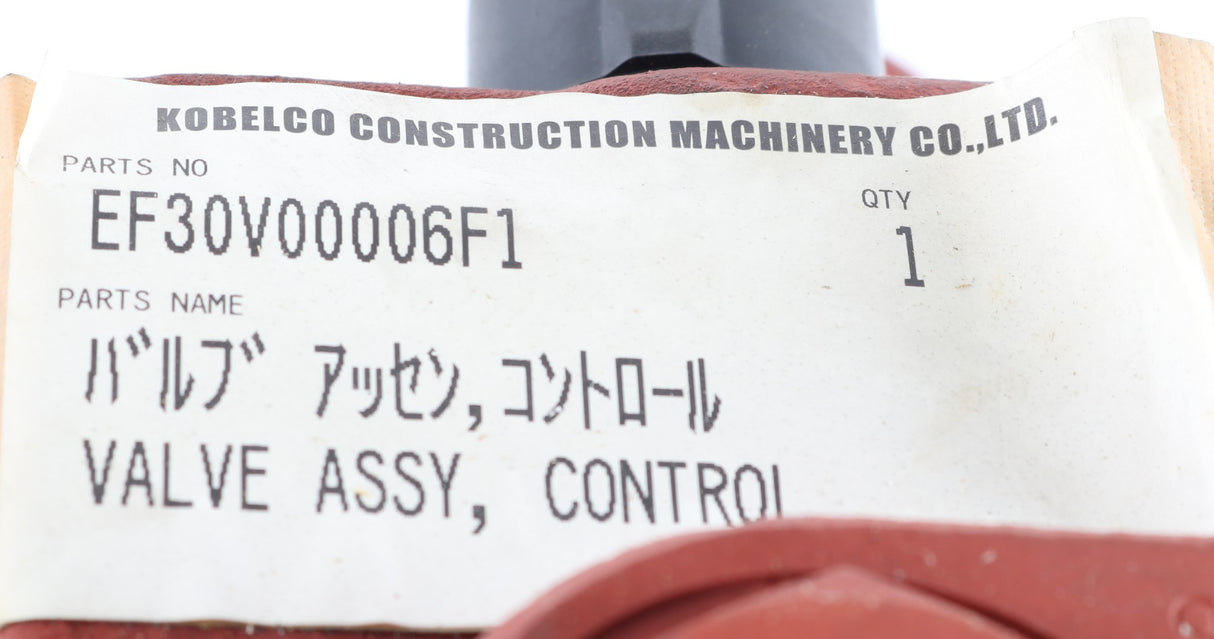 KOBELCO CONSTRUCTION MACHINERY CO.,LTD.
PARTS NO
EF30V00006F1
QTY
1
PARTS NAME
バルブ アッセン,コントロール
VALVE ASSY, CONTROL